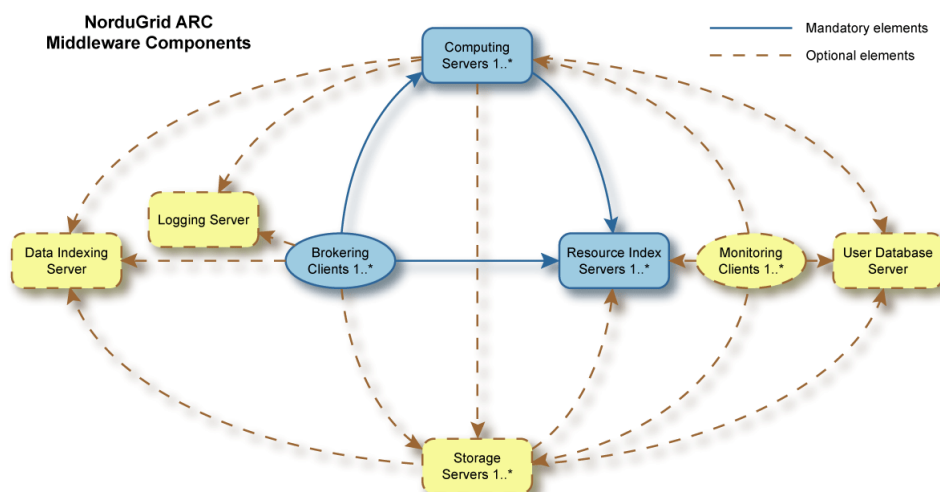 NorduGrid ARC
Middleware Components
Mandatory elements
Optional elements
Computing
Servers 1..*
Logging Server
Data Indexing
Server
Brokering
Clients 1..*
Resource Index
Servers 1..*
Monitoring
Clients 1..*
User Database
Server
Storage
Servers 1..*